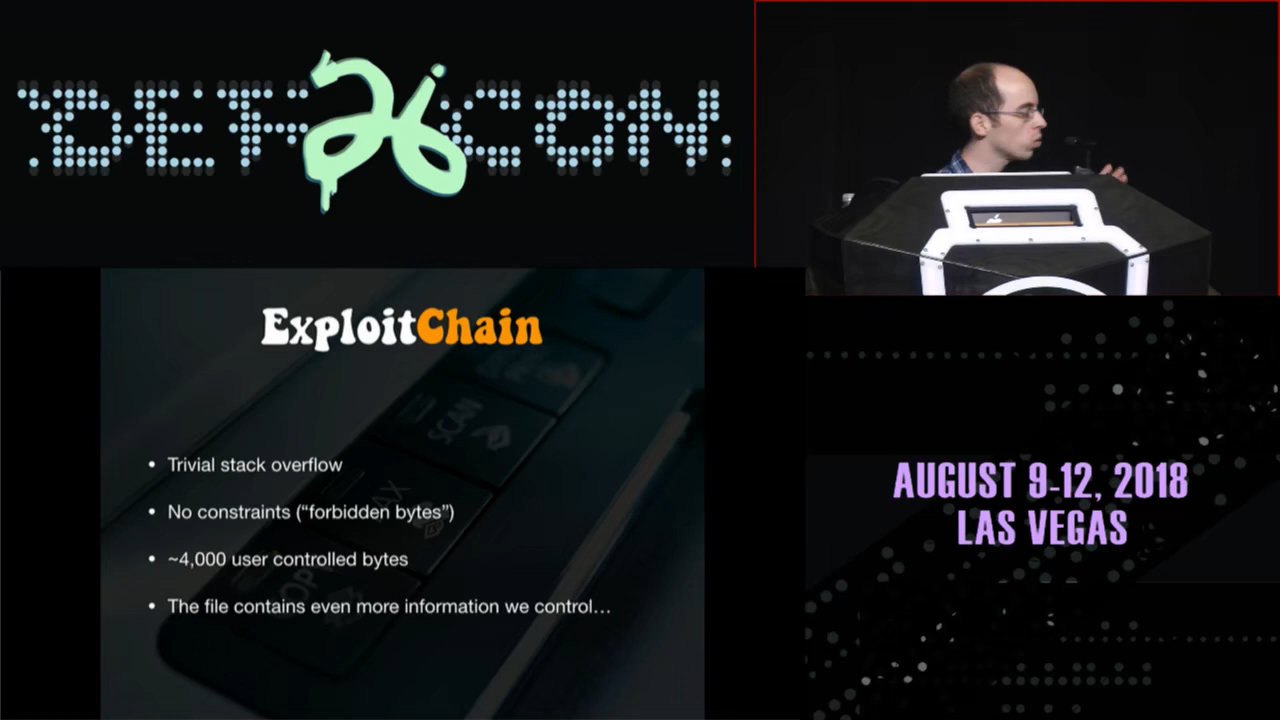 DEF CON
26
ExploitChain
• Trivial stack overflow
• No constraints (“forbidden bytes”)
• ~4,000 user controlled bytes
• The file contains even more information we control…
SCAN
AUGUST 9-12, 2018
LAS VEGAS